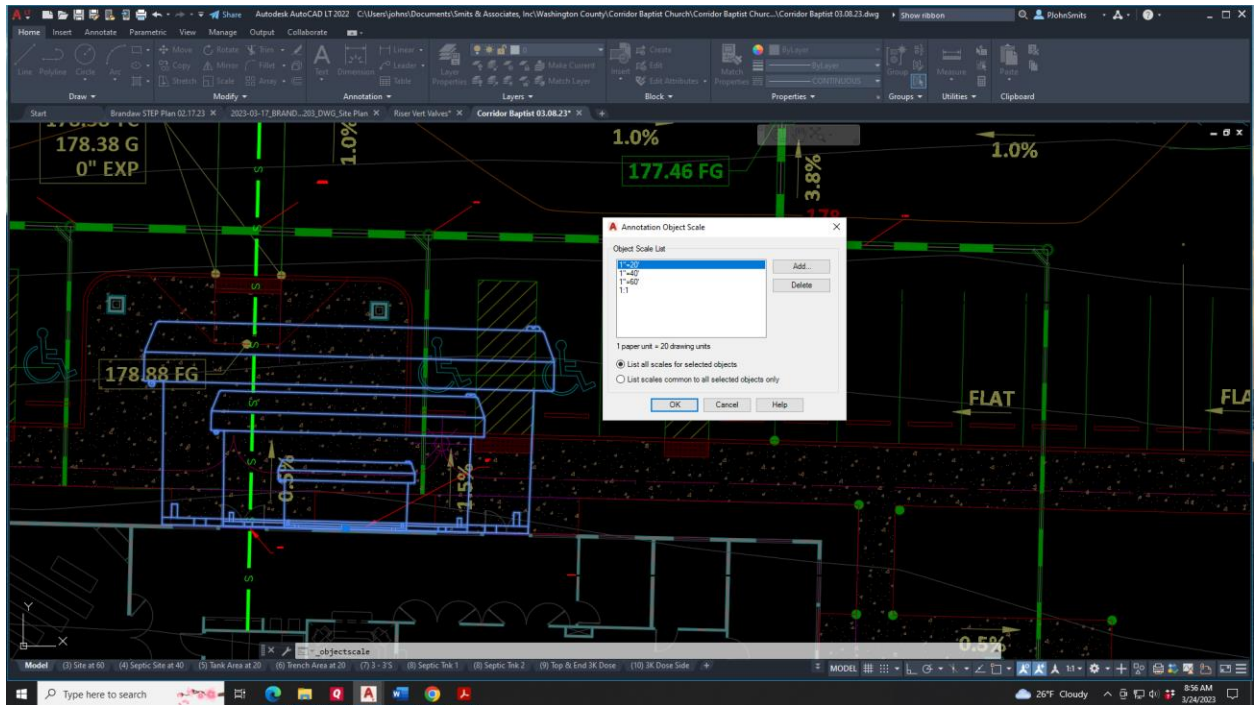 Share Autodesk AutoCAD LT 2022 C:\Users\johns\Documents\Smits & Associates, Inc\Washington County\Corridor Baptist Church\Corridor Baptist Churc...\Corridor Baptist 03.08.23.dwg Show ribbon PJohnSmits
Home Insert Annotate Parametric View Manage Output Collaborate
Move Rotate Trim Linear Create ByLayer
Copy Mirror Fillet Leader Make Current Edit ByLayer
Line Polyline Circle Arc Text Dimension Layer Insert Match Group Measure Paste
Stretch Scale Array Table Properties Match Layer Edit Attributes Properties CONTINUOUS
Draw Modify Annotation Layers Block Properties Groups Utilities Clipboard
Start Brandaw STEP Plan 02.17.23 2023-03-17_BRAND...203_DWG_Site Plan Riser Vert Valves* Corridor Baptist 03.08.23*
178.38 G
0" EXP
1.0%
1.0%
177.46 FG
3.8%
1.0%
178
S
S
S
S
S
S
178.88 FG
0.5%
1.5%
FLAT
FLA
0.5%
Annotation Object Scale
Object Scale List
1"=20'
1"=40'
1"=60'
1:1
Add...
Delete
1 paper unit = 20 drawing units
List all scales for selected objects
List scales common to all selected objects only
OK Cancel Help
Y
X
_objectscale
Model (3) Site at 60 (4) Septic Site at 40 (5) Tank Area at 20 (6) Trench Area at 20 (7) 3 - 3'S (8) Septic Tnk 1 (8) Septic Tnk 2 (9) Top & End 3K Dose (10) 3K Dose Side MODEL 1:1
Type here to search 26°F Cloudy 8:56 AM
3/24/2023